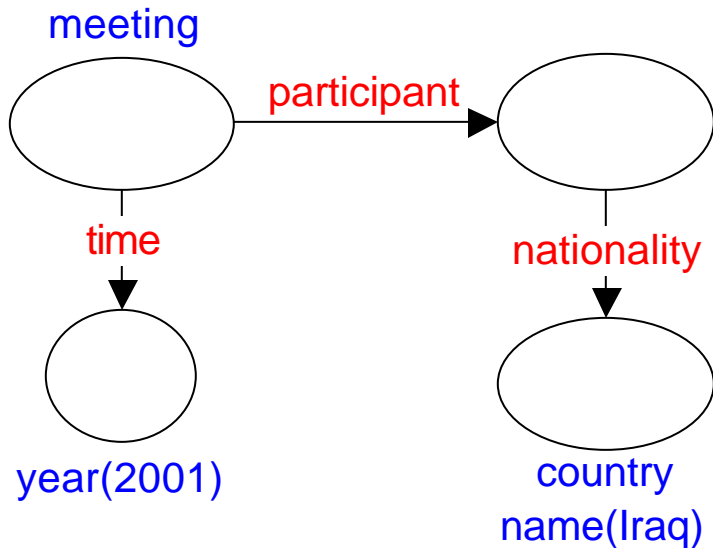 meeting
participant
time
nationality
year(2001)
country
name(Iraq)